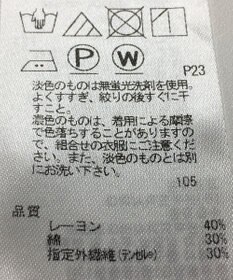 P W P23
淡色のものは無蛍光洗剤を使用。
よくすすぎ、絞りの後すぐに干
すこと。
濃色のものは、着用による摩擦
で色落ちすることがありますの
で、組合せの衣服にご注意くだ
さい。また、淡色のものとは別
にお洗い下さい。
105
品質
レーヨン 40%
綿 30%
指定外繊維(テンセル®) 30%